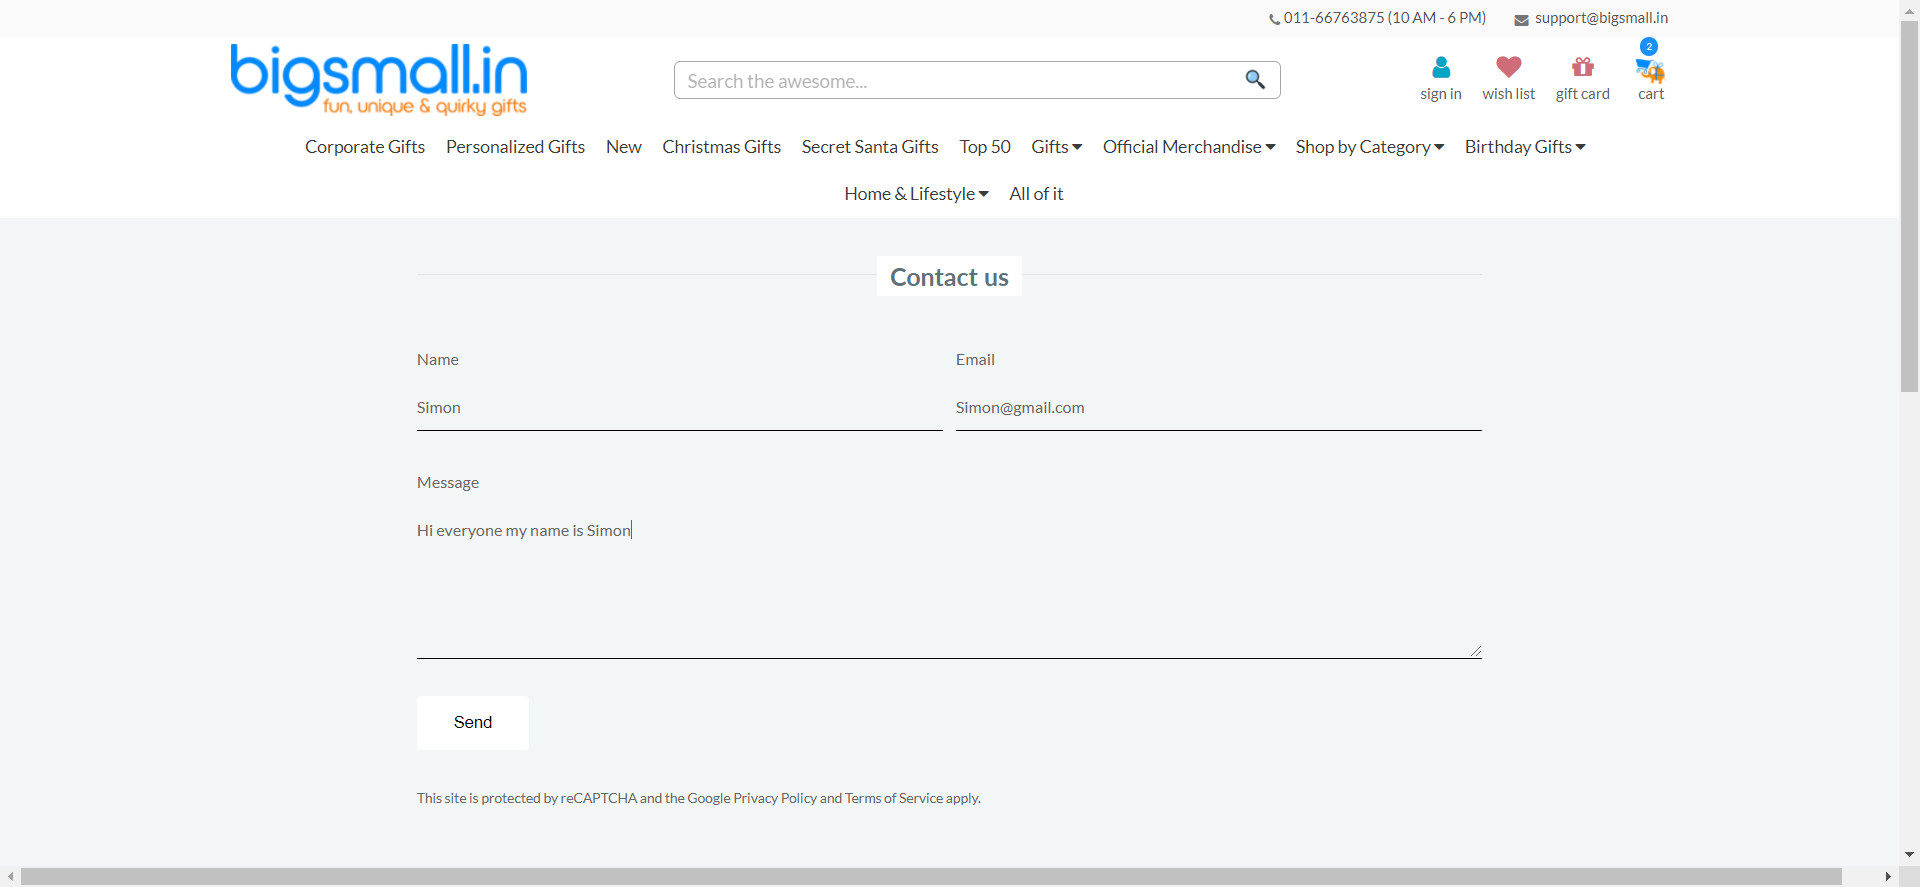 011-66763875 (10 AM - 6 PM) support@bigsmall.in
bigsmall.in
fun, unique & quirky gifts
Search the awesome...
2
sign in wish list gift card cart
Corporate Gifts Personalized Gifts New Christmas Gifts Secret Santa Gifts Top 50 Gifts Official Merchandise Shop by Category Birthday Gifts
Home & Lifestyle All of it
Contact us
Name Email
Simon Simon@gmail.com
Message
Hi everyone my name is Simon
Send
This site is protected by reCAPTCHA and the Google Privacy Policy and Terms of Service apply.